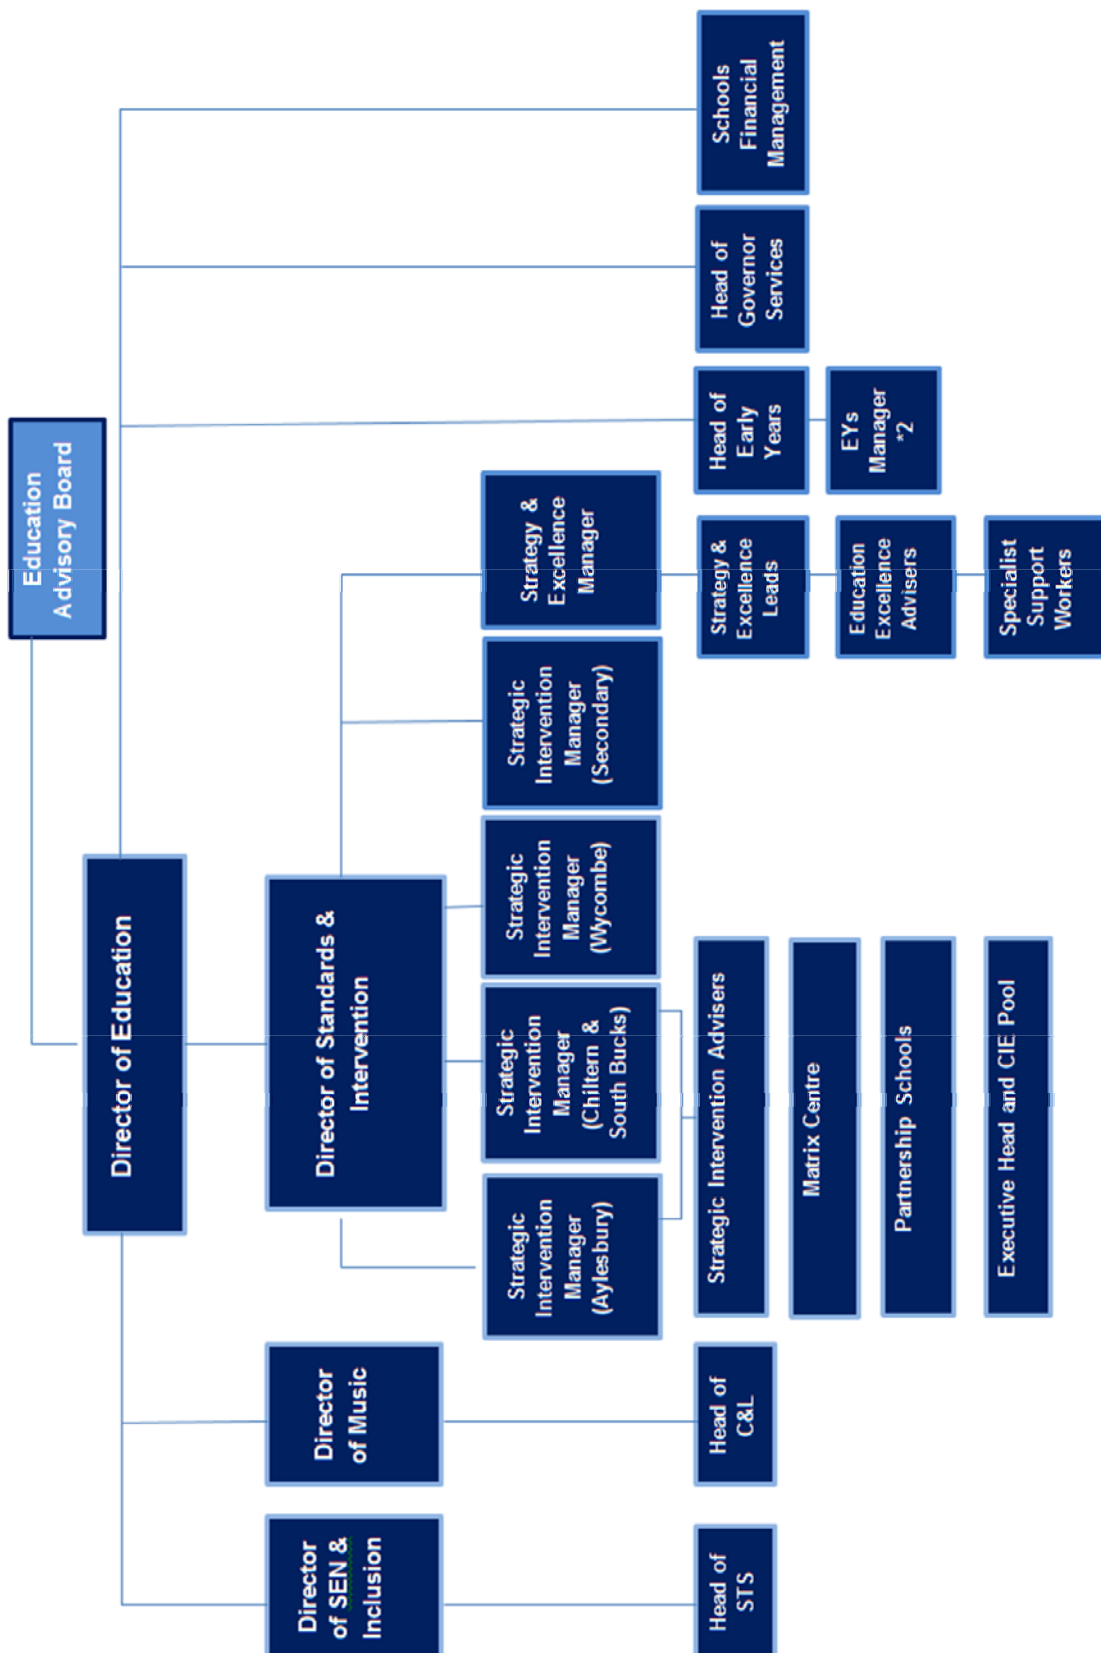 Education
Advisory Board
Director of Education
Director
of SEN &
Inclusion
Director
of Music
Director of Standards &
Intervention
Strategic
Intervention
Manager
(Aylesbury)
Strategic
Intervention
Manager
(Chiltern &
South Bucks)
Strategic
Intervention
Manager
(Wycombe)
Strategic
Intervention
Manager
(Secondary)
Strategy &
Excellence
Manager
Head of
STS
Head of
C&L
Strategic Intervention Advisers
Matrix Centre
Partnership Schools
Executive Head and CIE Pool
Strategy &
Excellence
Leads
Education
Excellence
Advisers
Specialist
Support
Workers
Head of
Early
Years
EYs
Manager
*2
Head of
Governor
Services
Schools
Financial
Management